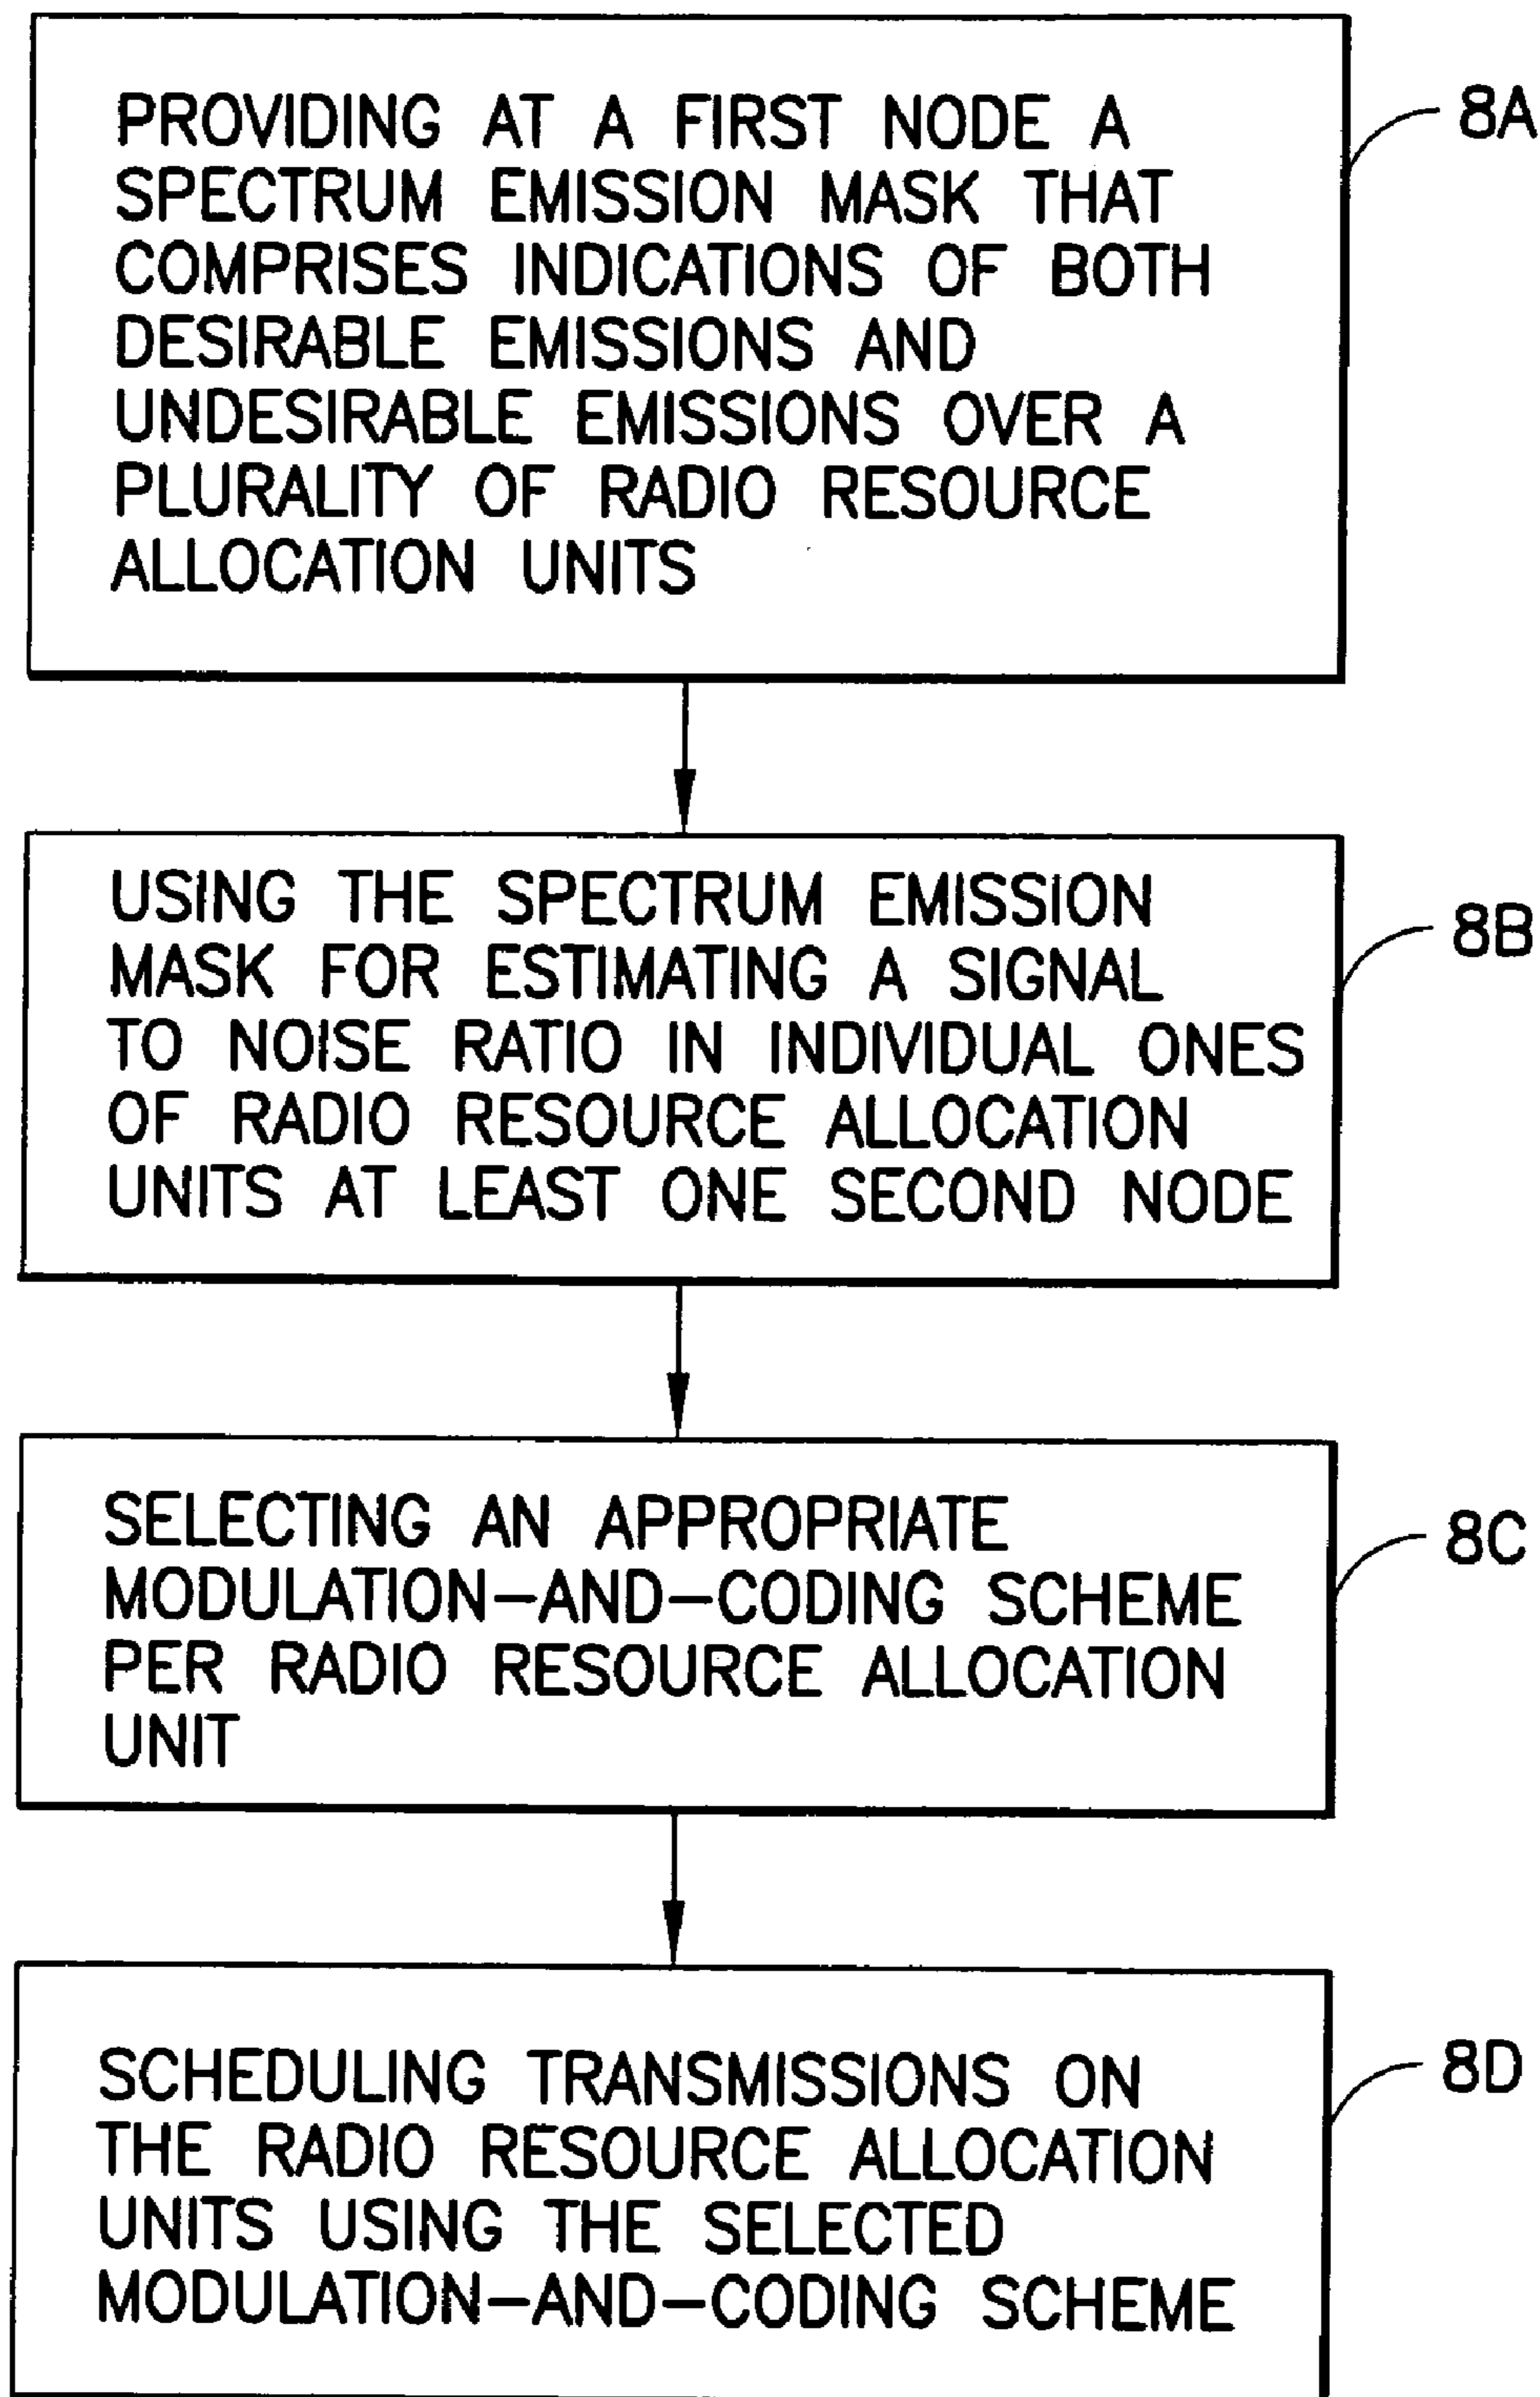 PROVIDING AT A FIRST NODE A
SPECTRUM EMISSION MASK THAT
COMPRISES INDICATIONS OF BOTH
DESIRABLE EMISSIONS AND
UNDESIRABLE EMISSIONS OVER A
PLURALITY OF RADIO RESOURCE
ALLOCATION UNITS
8A
USING THE SPECTRUM EMISSION
MASK FOR ESTIMATING A SIGNAL
TO NOISE RATIO IN INDIVIDUAL ONES
OF RADIO RESOURCE ALLOCATION
UNITS AT LEAST ONE SECOND NODE
8B
SELECTING AN APPROPRIATE
MODULATION-AND-CODING SCHEME
PER RADIO RESOURCE ALLOCATION
UNIT
8C
SCHEDULING TRANSMISSIONS ON
THE RADIO RESOURCE ALLOCATION
UNITS USING THE SELECTED
MODULATION-AND-CODING SCHEME
8D